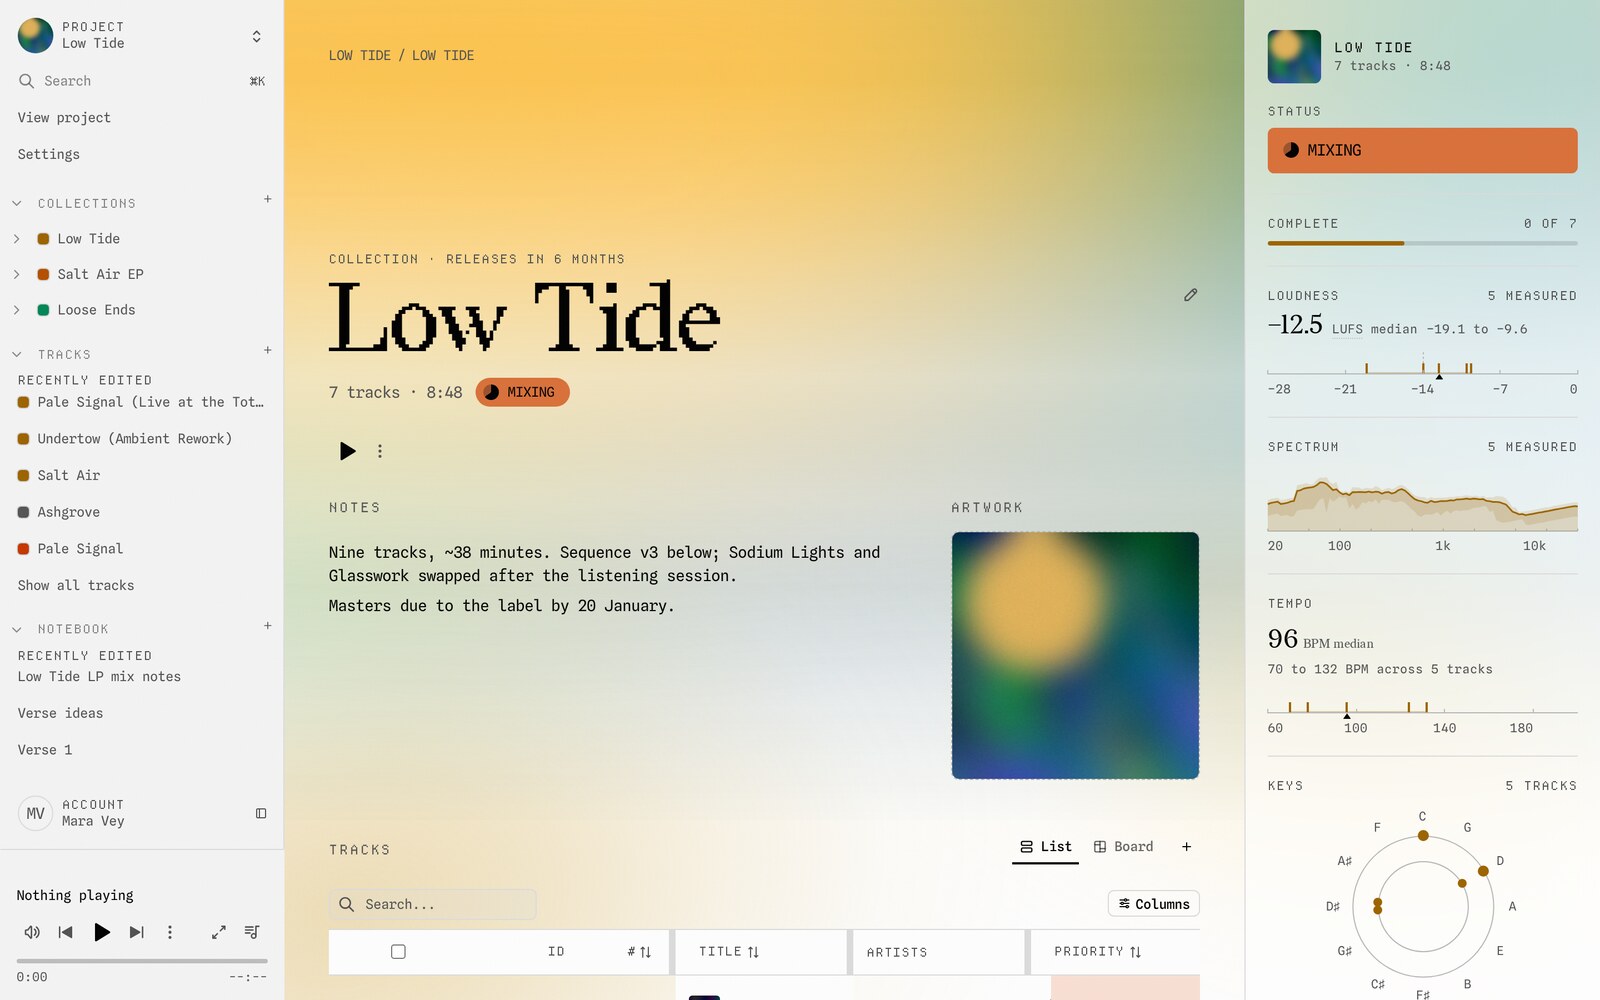 PROJECT
Low Tide
Search ⌘K
View project
Settings
COLLECTIONS +
Low Tide
Salt Air EP
Loose Ends
TRACKS +
RECENTLY EDITED
Pale Signal (Live at the Tot…
Undertow (Ambient Rework)
Salt Air
Ashgrove
Pale Signal
Show all tracks
NOTEBOOK +
RECENTLY EDITED
Low Tide LP mix notes
Verse ideas
Verse 1
MV
ACCOUNT
Mara Vey
Nothing playing
0:00 --:--
LOW TIDE / LOW TIDE
COLLECTION · RELEASES IN 6 MONTHS
Low Tide
7 tracks · 8:48 MIXING
NOTES
Nine tracks, ~38 minutes. Sequence v3 below; Sodium Lights and
Glasswork swapped after the listening session.
Masters due to the label by 20 January.
ARTWORK
TRACKS
List Board +
Search...
Columns
ID # TITLE ARTISTS PRIORITY
LOW TIDE
7 tracks · 8:48
STATUS
MIXING
COMPLETE 0 OF 7
LOUDNESS 5 MEASURED
−12.5 LUFS median −19.1 to −9.6
−28 −21 −14 −7 0
SPECTRUM 5 MEASURED
20 100 1k 10k
TEMPO
96 BPM median
70 to 132 BPM across 5 tracks
60 100 140 180
KEYS 5 TRACKS
C
F G
A♯ D
D♯ A
G♯ E
C♯ B
F♯